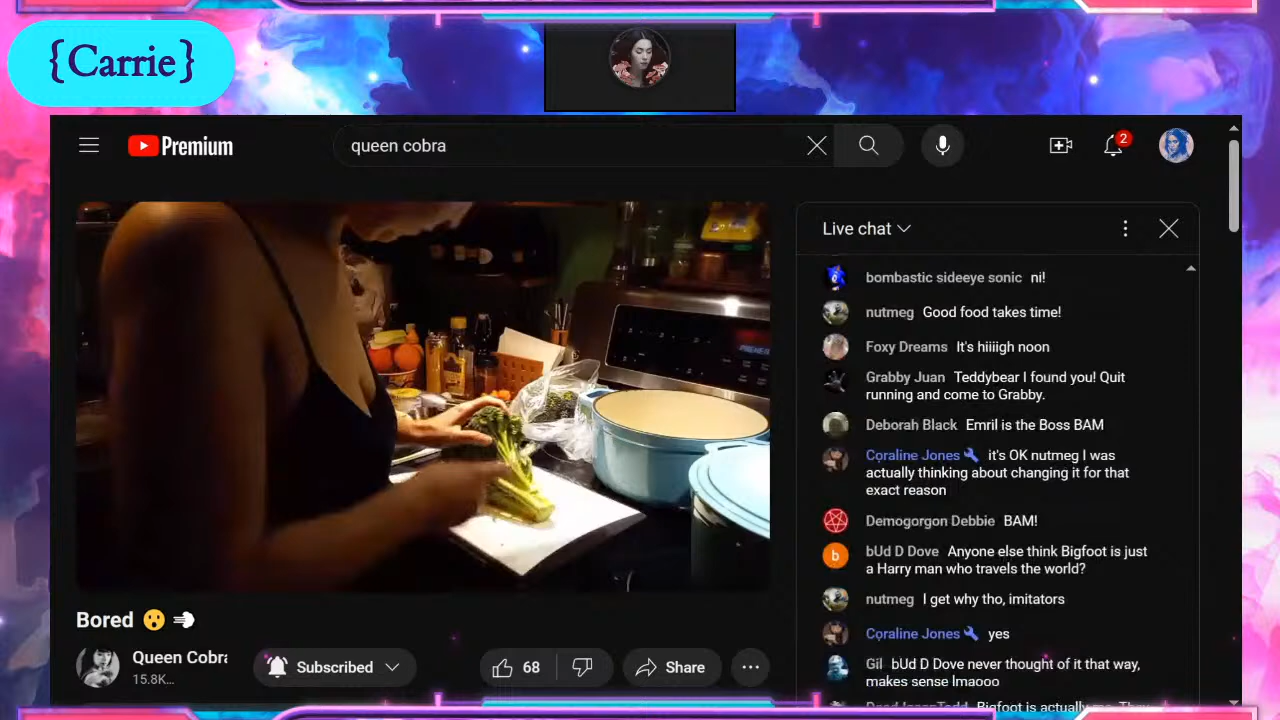 {Carrie}
Premium
queen cobra
2
Live chat
bombastic sideeye sonic ni!
nutmeg Good food takes time!
Foxy Dreams It's hiiiigh noon
Grabby Juan Teddybear I found you! Quit
running and come to Grabby.
Deborah Black Emril is the Boss BAM
Coraline Jones it's OK nutmeg I was
actually thinking about changing it for that
exact reason
Demogorgon Debbie BAM!
b
bUd D Dove Anyone else think Bigfoot is just
a Harry man who travels the world?
nutmeg I get why tho, imitators
Coraline Jones yes
Gil bUd D Dove never thought of it that way,
makes sense lmaooo
Bigfoot is actually
Bored 😮 💨
Queen Cobra
15.8K...
Subscribed
68
Share